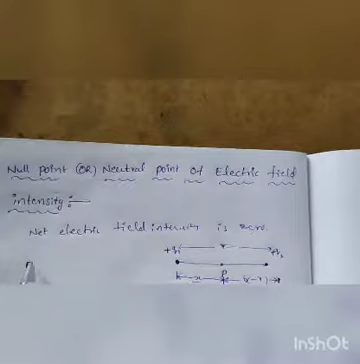 Null point (OR) Neutral point Of Electric field
intensity :-
Net electric field intensity is zero.
+q₁ r +q₂
x P (r-x)
InShOt